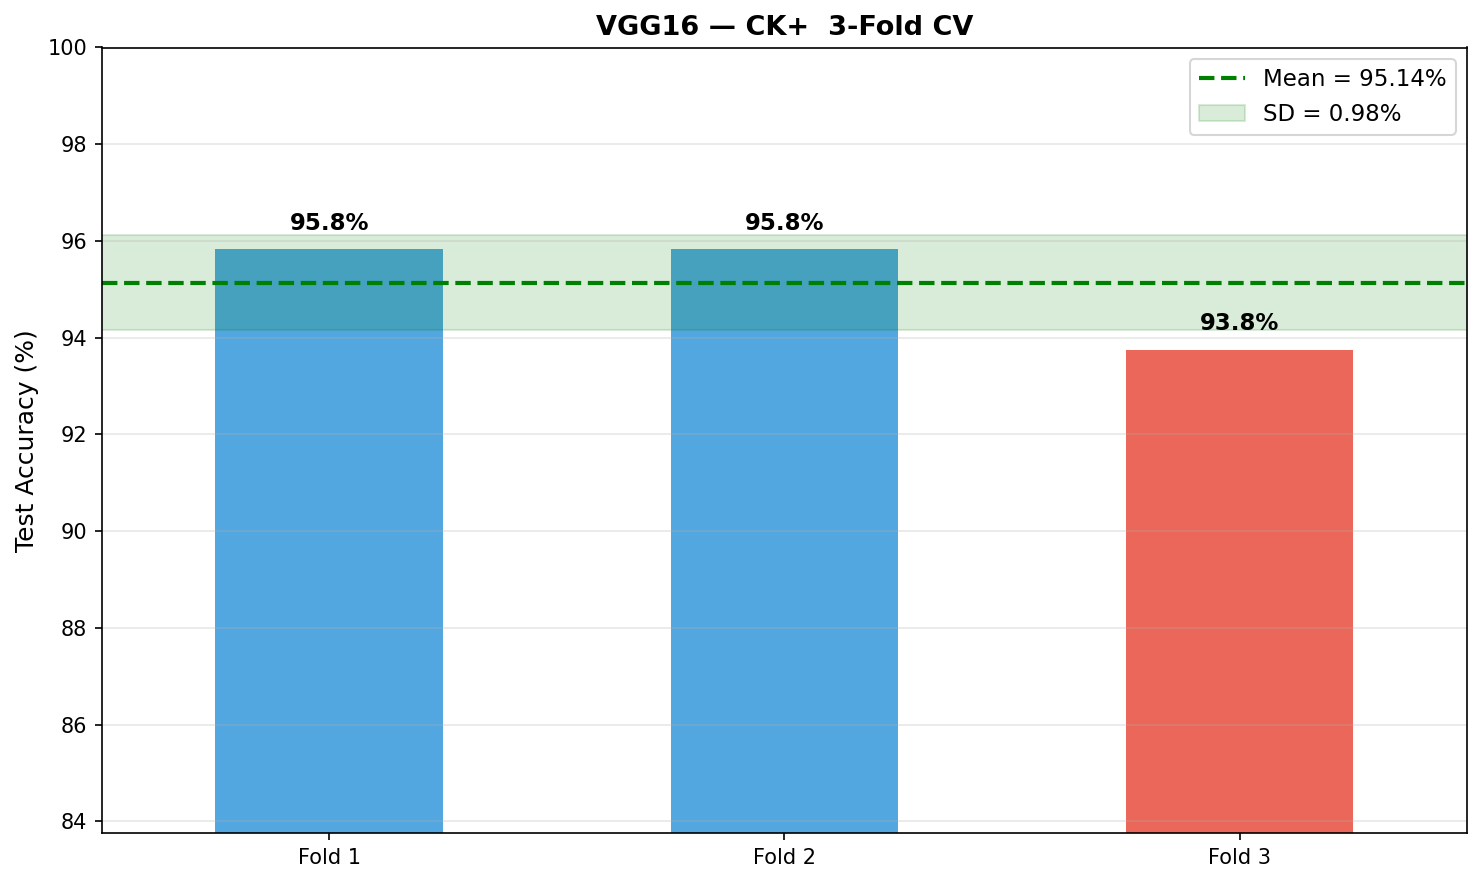 VGG16 — CK+  3-Fold CV
Mean = 95.14%
SD = 0.98%
Test Accuracy (%)
100
98
96
94
92
90
88
86
84
95.8%
95.8%
93.8%
Fold 1
Fold 2
Fold 3